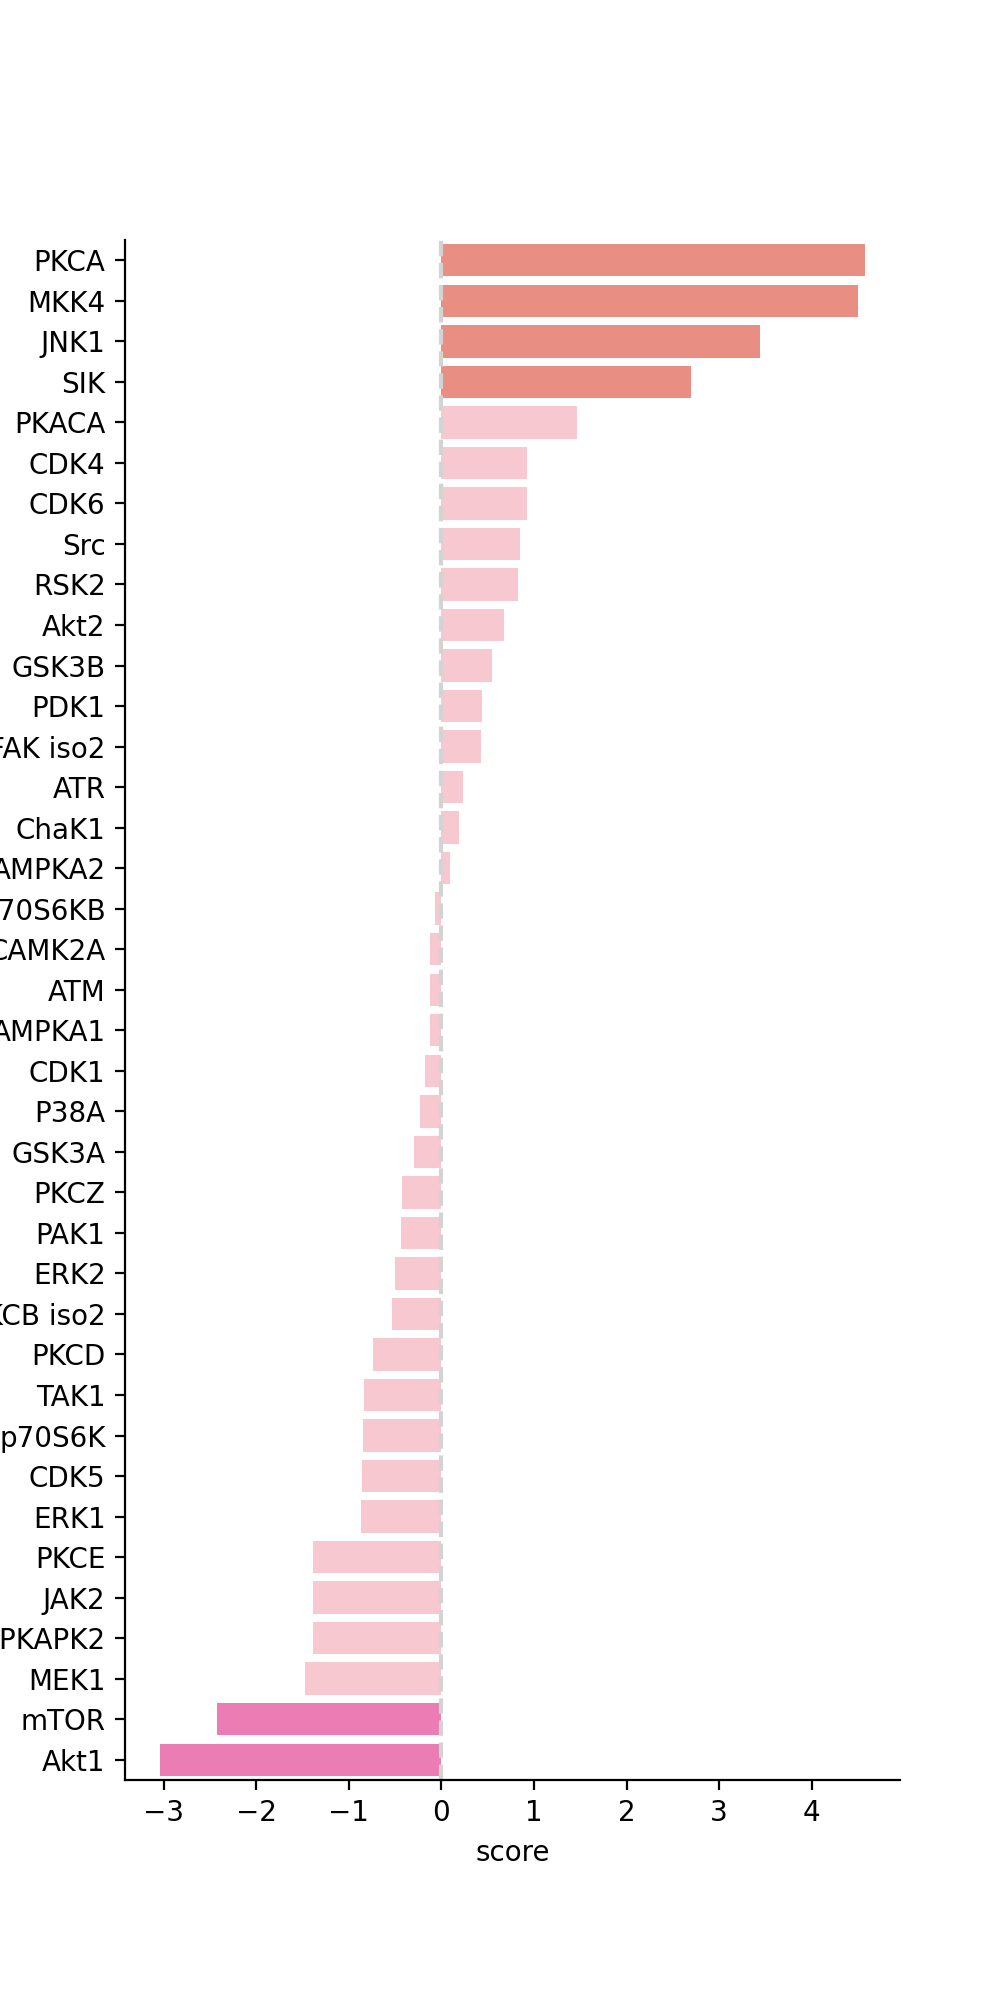 PKCA
MKK4
JNK1
SIK
PKACA
CDK4
CDK6
Src
RSK2
Akt2
GSK3B
PDK1
FAK iso2
ATR
ChaK1
AMPKA2
70S6KB
CAMK2A
ATM
AMPKA1
CDK1
P38A
GSK3A
PKCZ
PAK1
ERK2
KCB iso2
PKCD
TAK1
p70S6K
CDK5
ERK1
PKCE
JAK2
PKAPK2
MEK1
mTOR
Akt1
−3 −2 −1 0 1 2 3 4
score